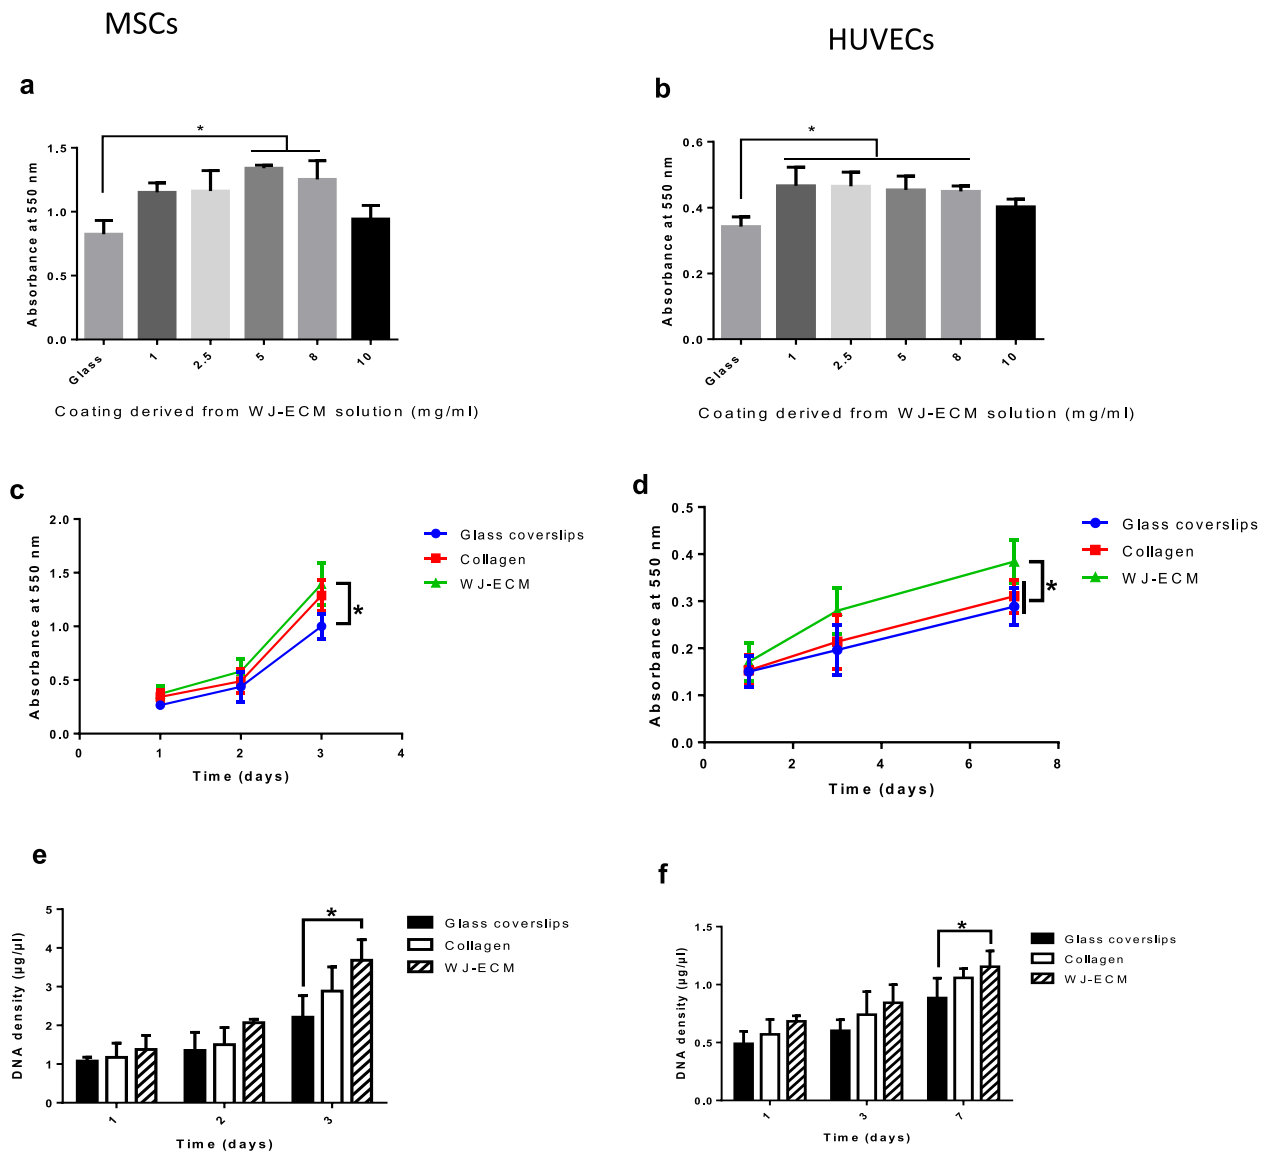 MSCs
HUVECs
a
*
Absorbance at 550 nm
1.5
1.0
0.5
0.0
Glass
1
2.5
5
8
10
Coating derived from WJ-ECM solution (mg/ml)
b
*
Absorbance at 550 nm
0.6
0.4
0.2
0.0
Glass
1
2.5
5
8
10
Coating derived from WJ-ECM solution (mg/ml)
c
Absorbance at 550 nm
2.0
1.5
1.0
0.5
0.0
0
1
2
3
4
Time (days)
Glass coverslips
Collagen
WJ-ECM
*
d
Absorbance at 550 nm
0.5
0.4
0.3
0.2
0.1
0.0
0
2
4
6
8
Time (days)
Glass coverslips
Collagen
WJ-ECM
*
e
DNA density (µg/µl)
5
4
3
2
1
0
1
2
3
Time (days)
*
Glass coverslips
Collagen
WJ-ECM
f
DNA density (µg/µl)
1.5
1.0
0.5
0.0
1
3
7
Time (days)
*
Glass coverslips
Collagen
WJ-ECM